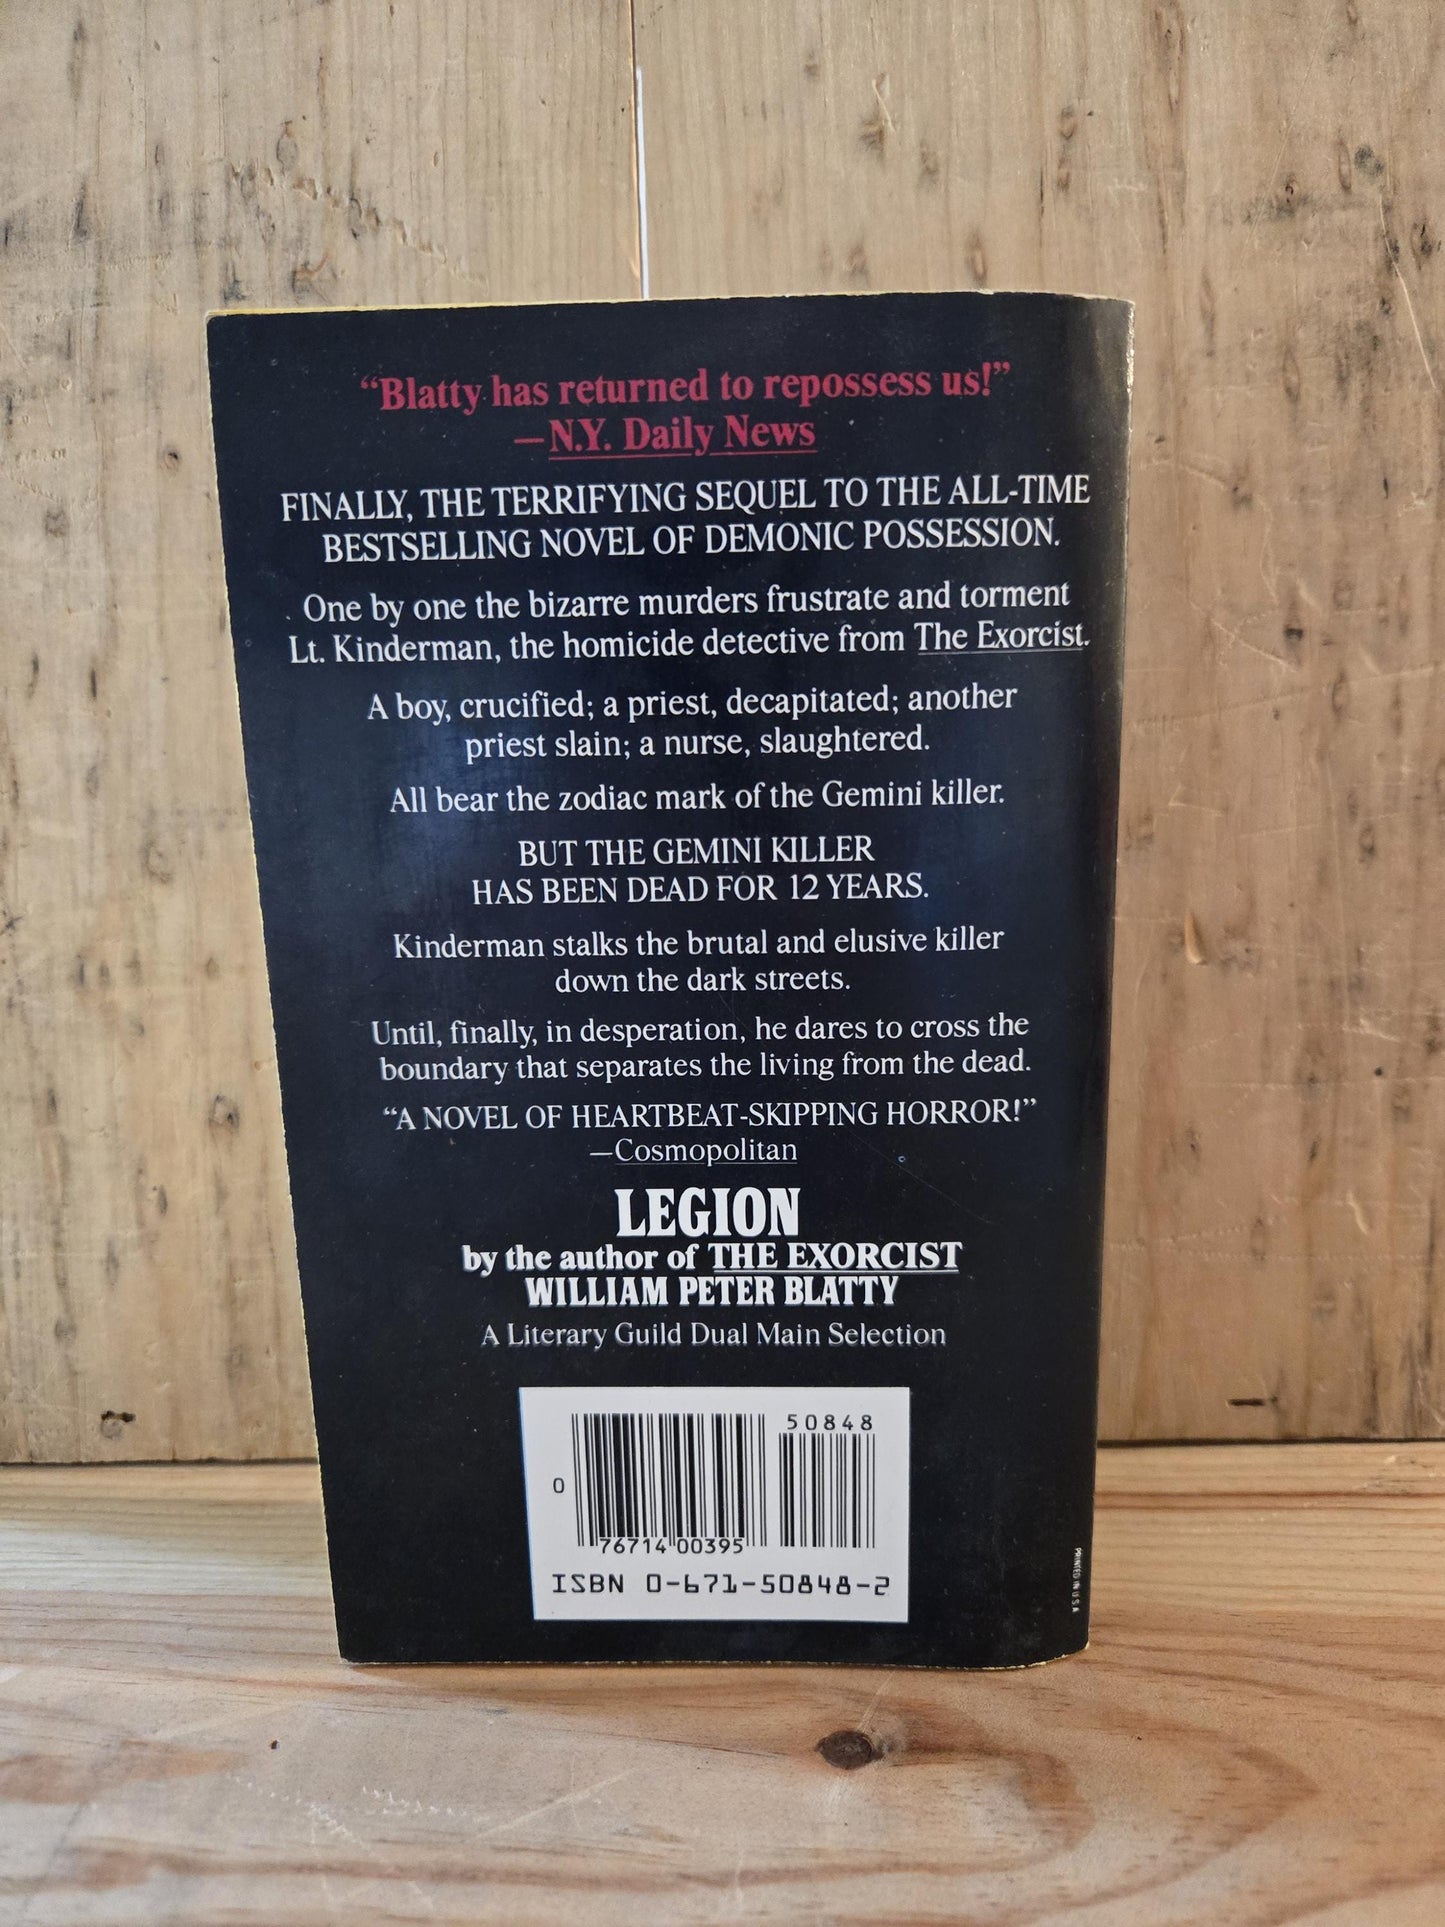 “Blatty has returned to repossess us!”
—N.Y. Daily News
FINALLY, THE TERRIFYING SEQUEL TO THE ALL-TIME
BESTSELLING NOVEL OF DEMONIC POSSESSION.
One by one the bizarre murders frustrate and torment
Lt. Kinderman, the homicide detective from The Exorcist.
A boy, crucified; a priest, decapitated; another
priest slain; a nurse, slaughtered.
All bear the zodiac mark of the Gemini killer.
BUT THE GEMINI KILLER
HAS BEEN DEAD FOR 12 YEARS.
Kinderman stalks the brutal and elusive killer
down the dark streets.
Until, finally, in desperation, he dares to cross the
boundary that separates the living from the dead.
“A NOVEL OF HEARTBEAT-SKIPPING HORROR!”
—Cosmopolitan
LEGION
by the author of THE EXORCIST
WILLIAM PETER BLATTY
A Literary Guild Dual Main Selection
50848
0
76714 00395
ISBN 0-671-50848-2
PRINTED IN U.S.A.